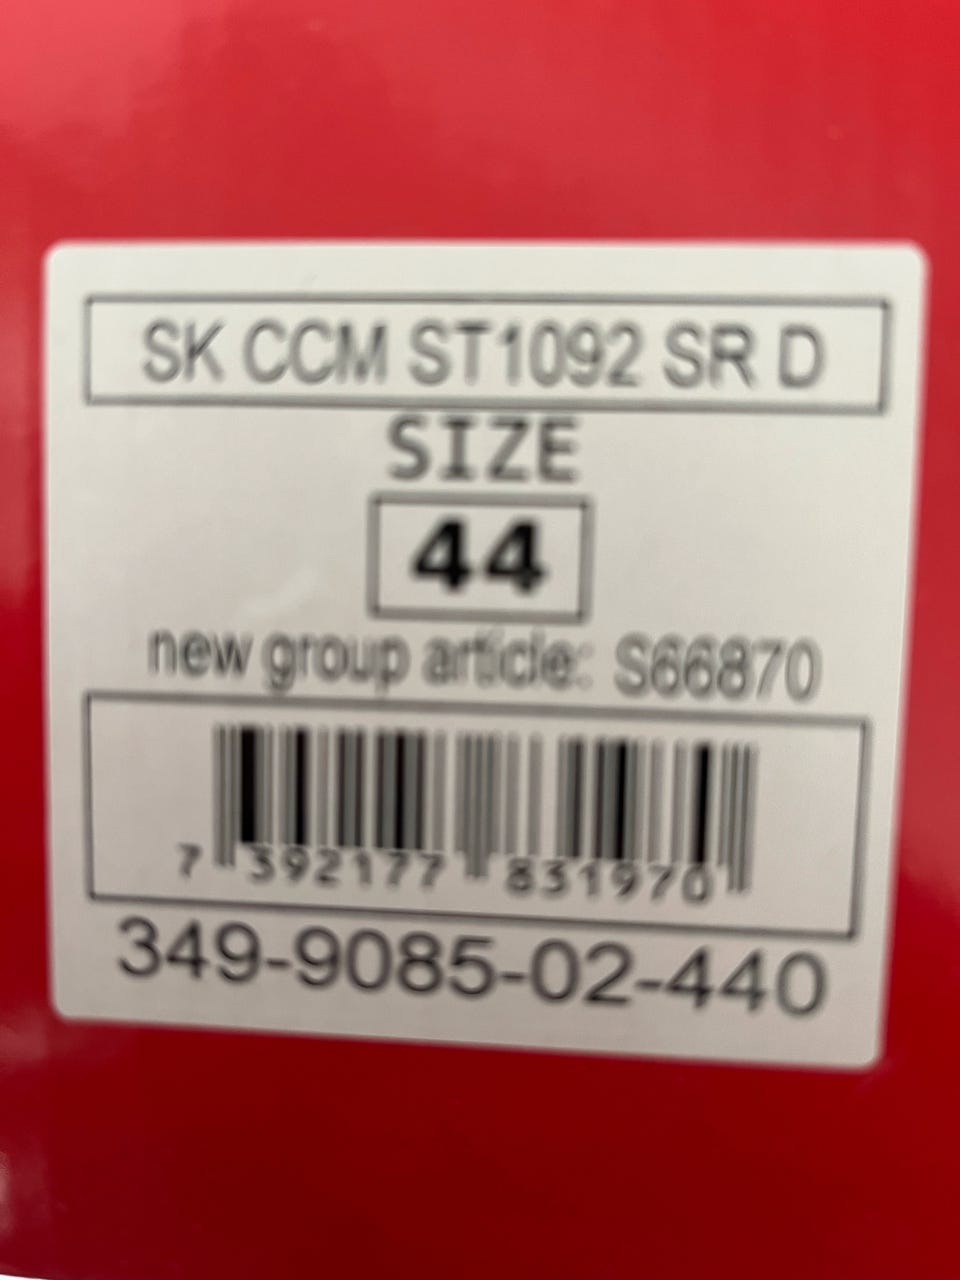 SK CCM ST1092 SR D
SIZE
44
new group article: S66870
7 392177 831970
349-9085-02-440